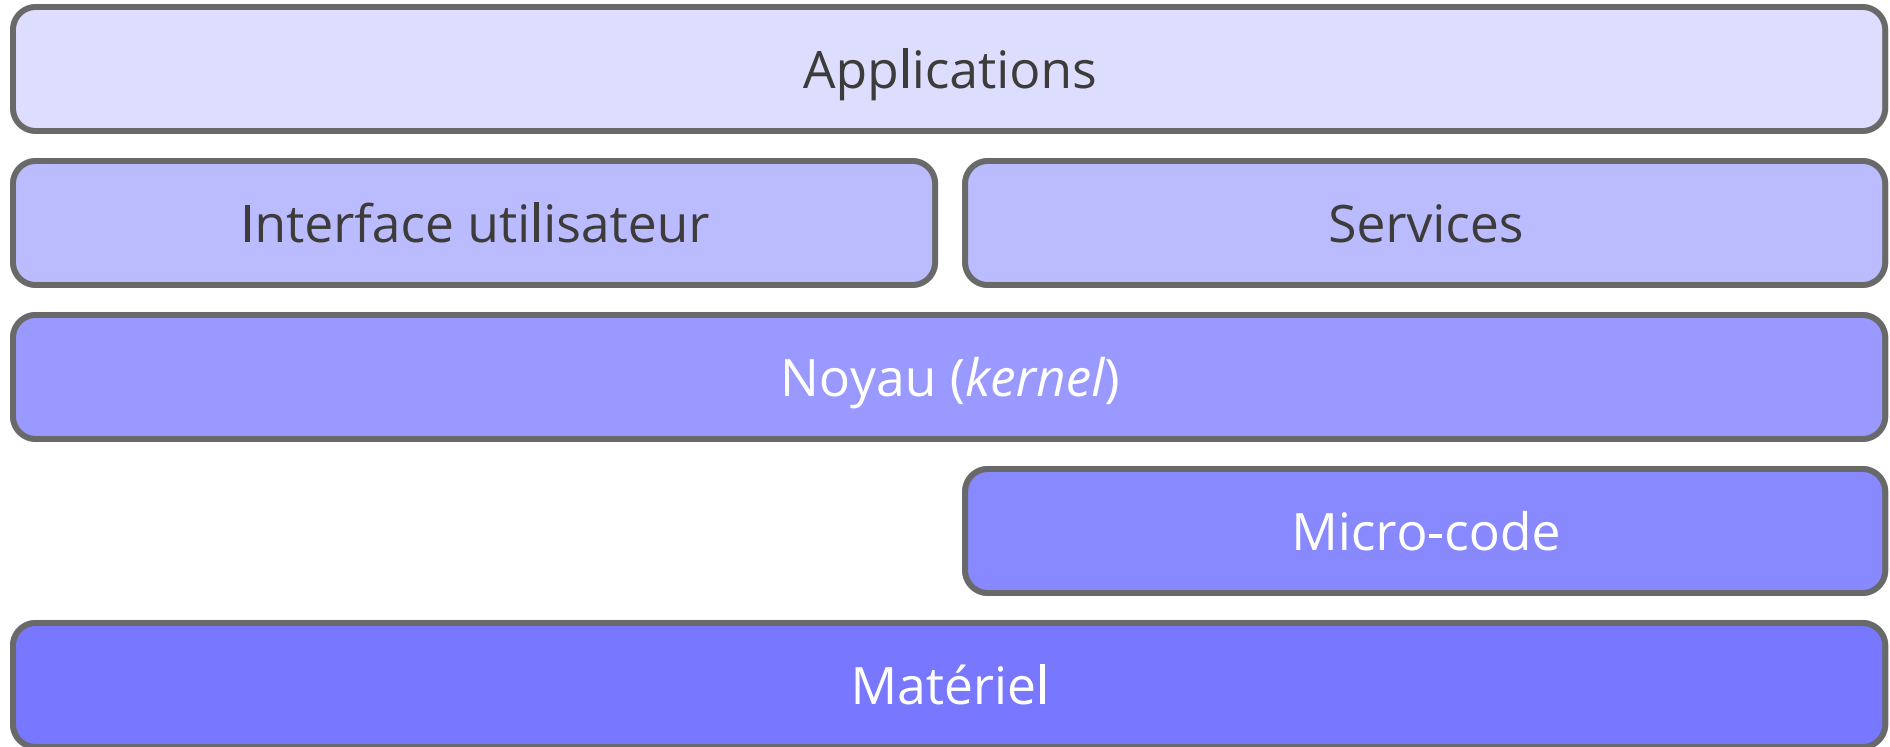 Applications
Interface utilisateur
Services
Noyau (kernel)
Micro-code
Matériel